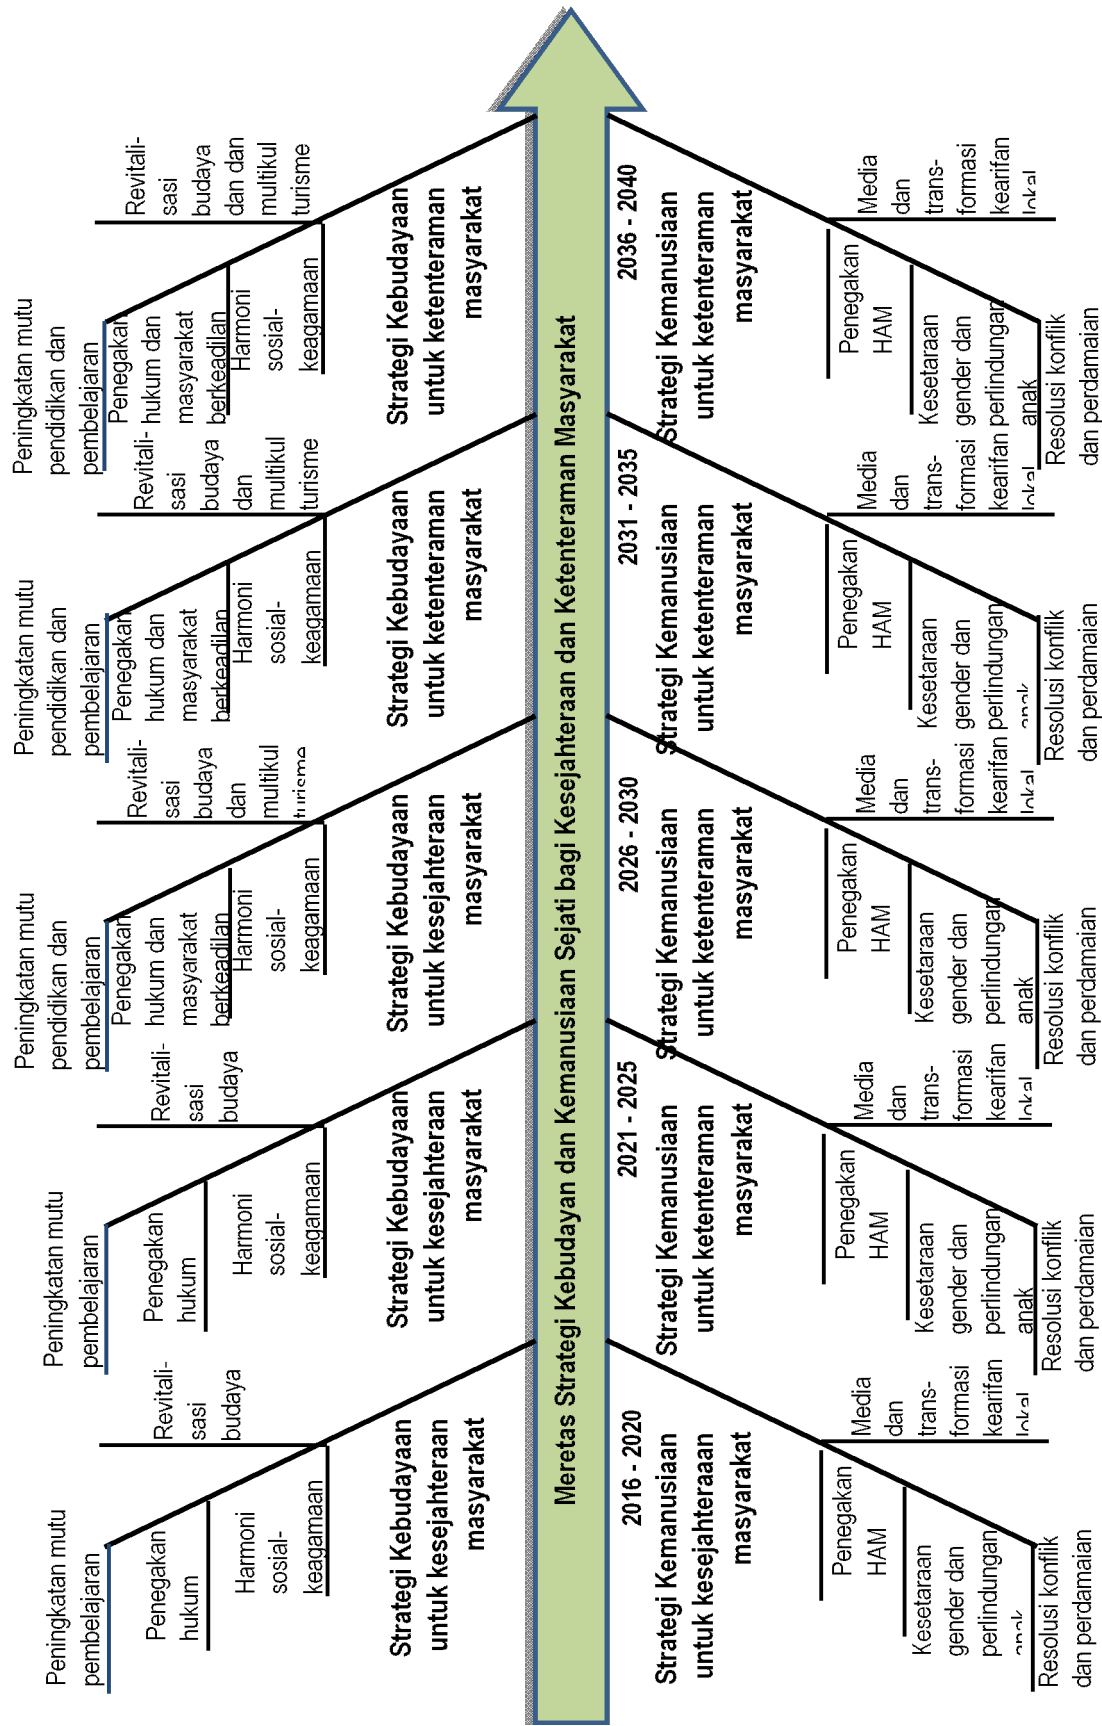 Peningkatan mutu
pembelajaran
Penegakan
hukum
Harmoni
sosial-
keagamaan
Revitali-
sasi
budaya
Strategi Kebudayaan
untuk kesejahteraan
masyarakat
Peningkatan mutu
pembelajaran
Penegakan
hukum
Harmoni
sosial-
keagamaan
Revitali-
sasi
budaya
Strategi Kebudayaan
untuk kesejahteraan
masyarakat
Peningkatan mutu
pendidikan dan
pembelajaran
Penegakan
hukum dan
masyarakat
berkeadilan
Harmoni
sosial-
keagamaan
Revitali-
sasi
budaya
dan
multikul
turisme
Strategi Kebudayaan
untuk kesejahteraan
masyarakat
Peningkatan mutu
pendidikan dan
pembelajaran
Penegakan
hukum dan
masyarakat
berkeadilan
Harmoni
sosial-
keagamaan
Revitali-
sasi
budaya
dan
multikul
turisme
Strategi Kebudayaan
untuk ketenteraman
masyarakat
Peningkatan mutu
pendidikan dan
pembelajaran
Penegakan
hukum dan
masyarakat
berkeadilan
Harmoni
sosial-
keagamaan
Revitali-
sasi
budaya
dan dan
multikul
turisme
Strategi Kebudayaan
untuk ketenteraman
masyarakat
Meretas Strategi Kebudayan dan Kemanusiaan Sejati bagi Kesejahteraan dan Ketenteraman Masyarakat
2016 - 2020
Strategi Kemanusiaan
untuk kesejahteraaan
masyarakat
Penegakan
HAM
Kesetaraan
gender dan
perlindungan
anak
Resolusi konflik
dan perdamaian
Media
dan
trans-
formasi
kearifan
lokal
2021 - 2025
Strategi Kemanusiaan
untuk ketenteraman
masyarakat
Penegakan
HAM
Kesetaraan
gender dan
perlindungan
anak
Resolusi konflik
dan perdamaian
Media
dan
trans-
formasi
kearifan
lokal
2026 - 2030
Strategi Kemanusiaan
untuk ketenteraman
masyarakat
Penegakan
HAM
Kesetaraan
gender dan
perlindungan
anak
Resolusi konflik
dan perdamaian
Media
dan
trans-
formasi
kearifan
lokal
2031 - 2035
Strategi Kemanusiaan
untuk ketenteraman
masyarakat
Penegakan
HAM
Kesetaraan
gender dan
perlindungan
anak
Resolusi konflik
dan perdamaian
Media
dan
trans-
formasi
kearifan
lokal
2036 - 2040
Strategi Kemanusiaan
untuk ketenteraman
masyarakat
Penegakan
HAM
Kesetaraan
gender dan
perlindungan
anak
Resolusi konflik
dan perdamaian
Media
dan
trans-
formasi
kearifan
lokal